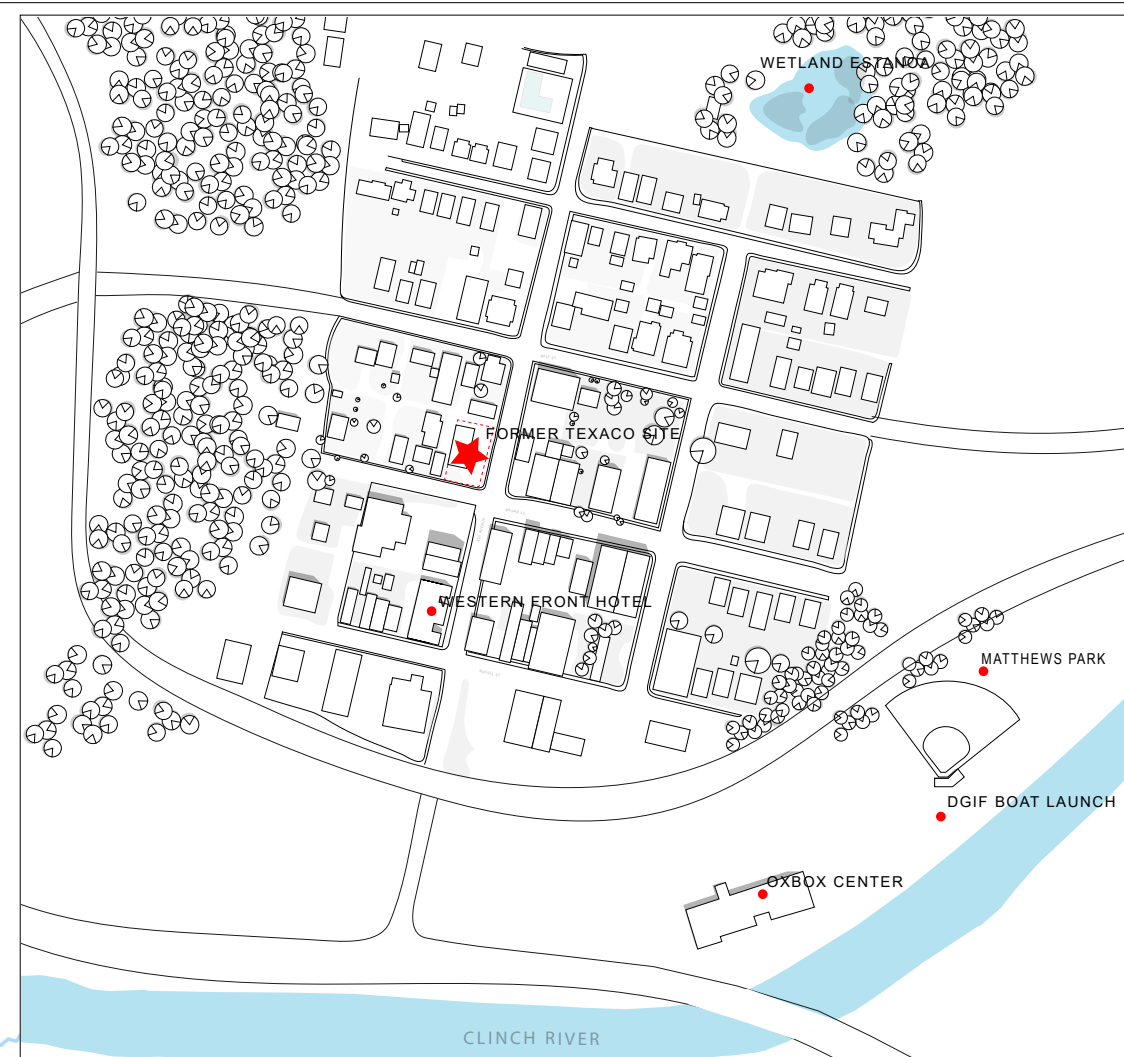 WETLAND ESTANOA
FORMER TEXACO SITE
WESTERN FRONT HOTEL
MATTHEWS PARK
DGIF BOAT LAUNCH
OXBOX CENTER
CLINCH RIVER